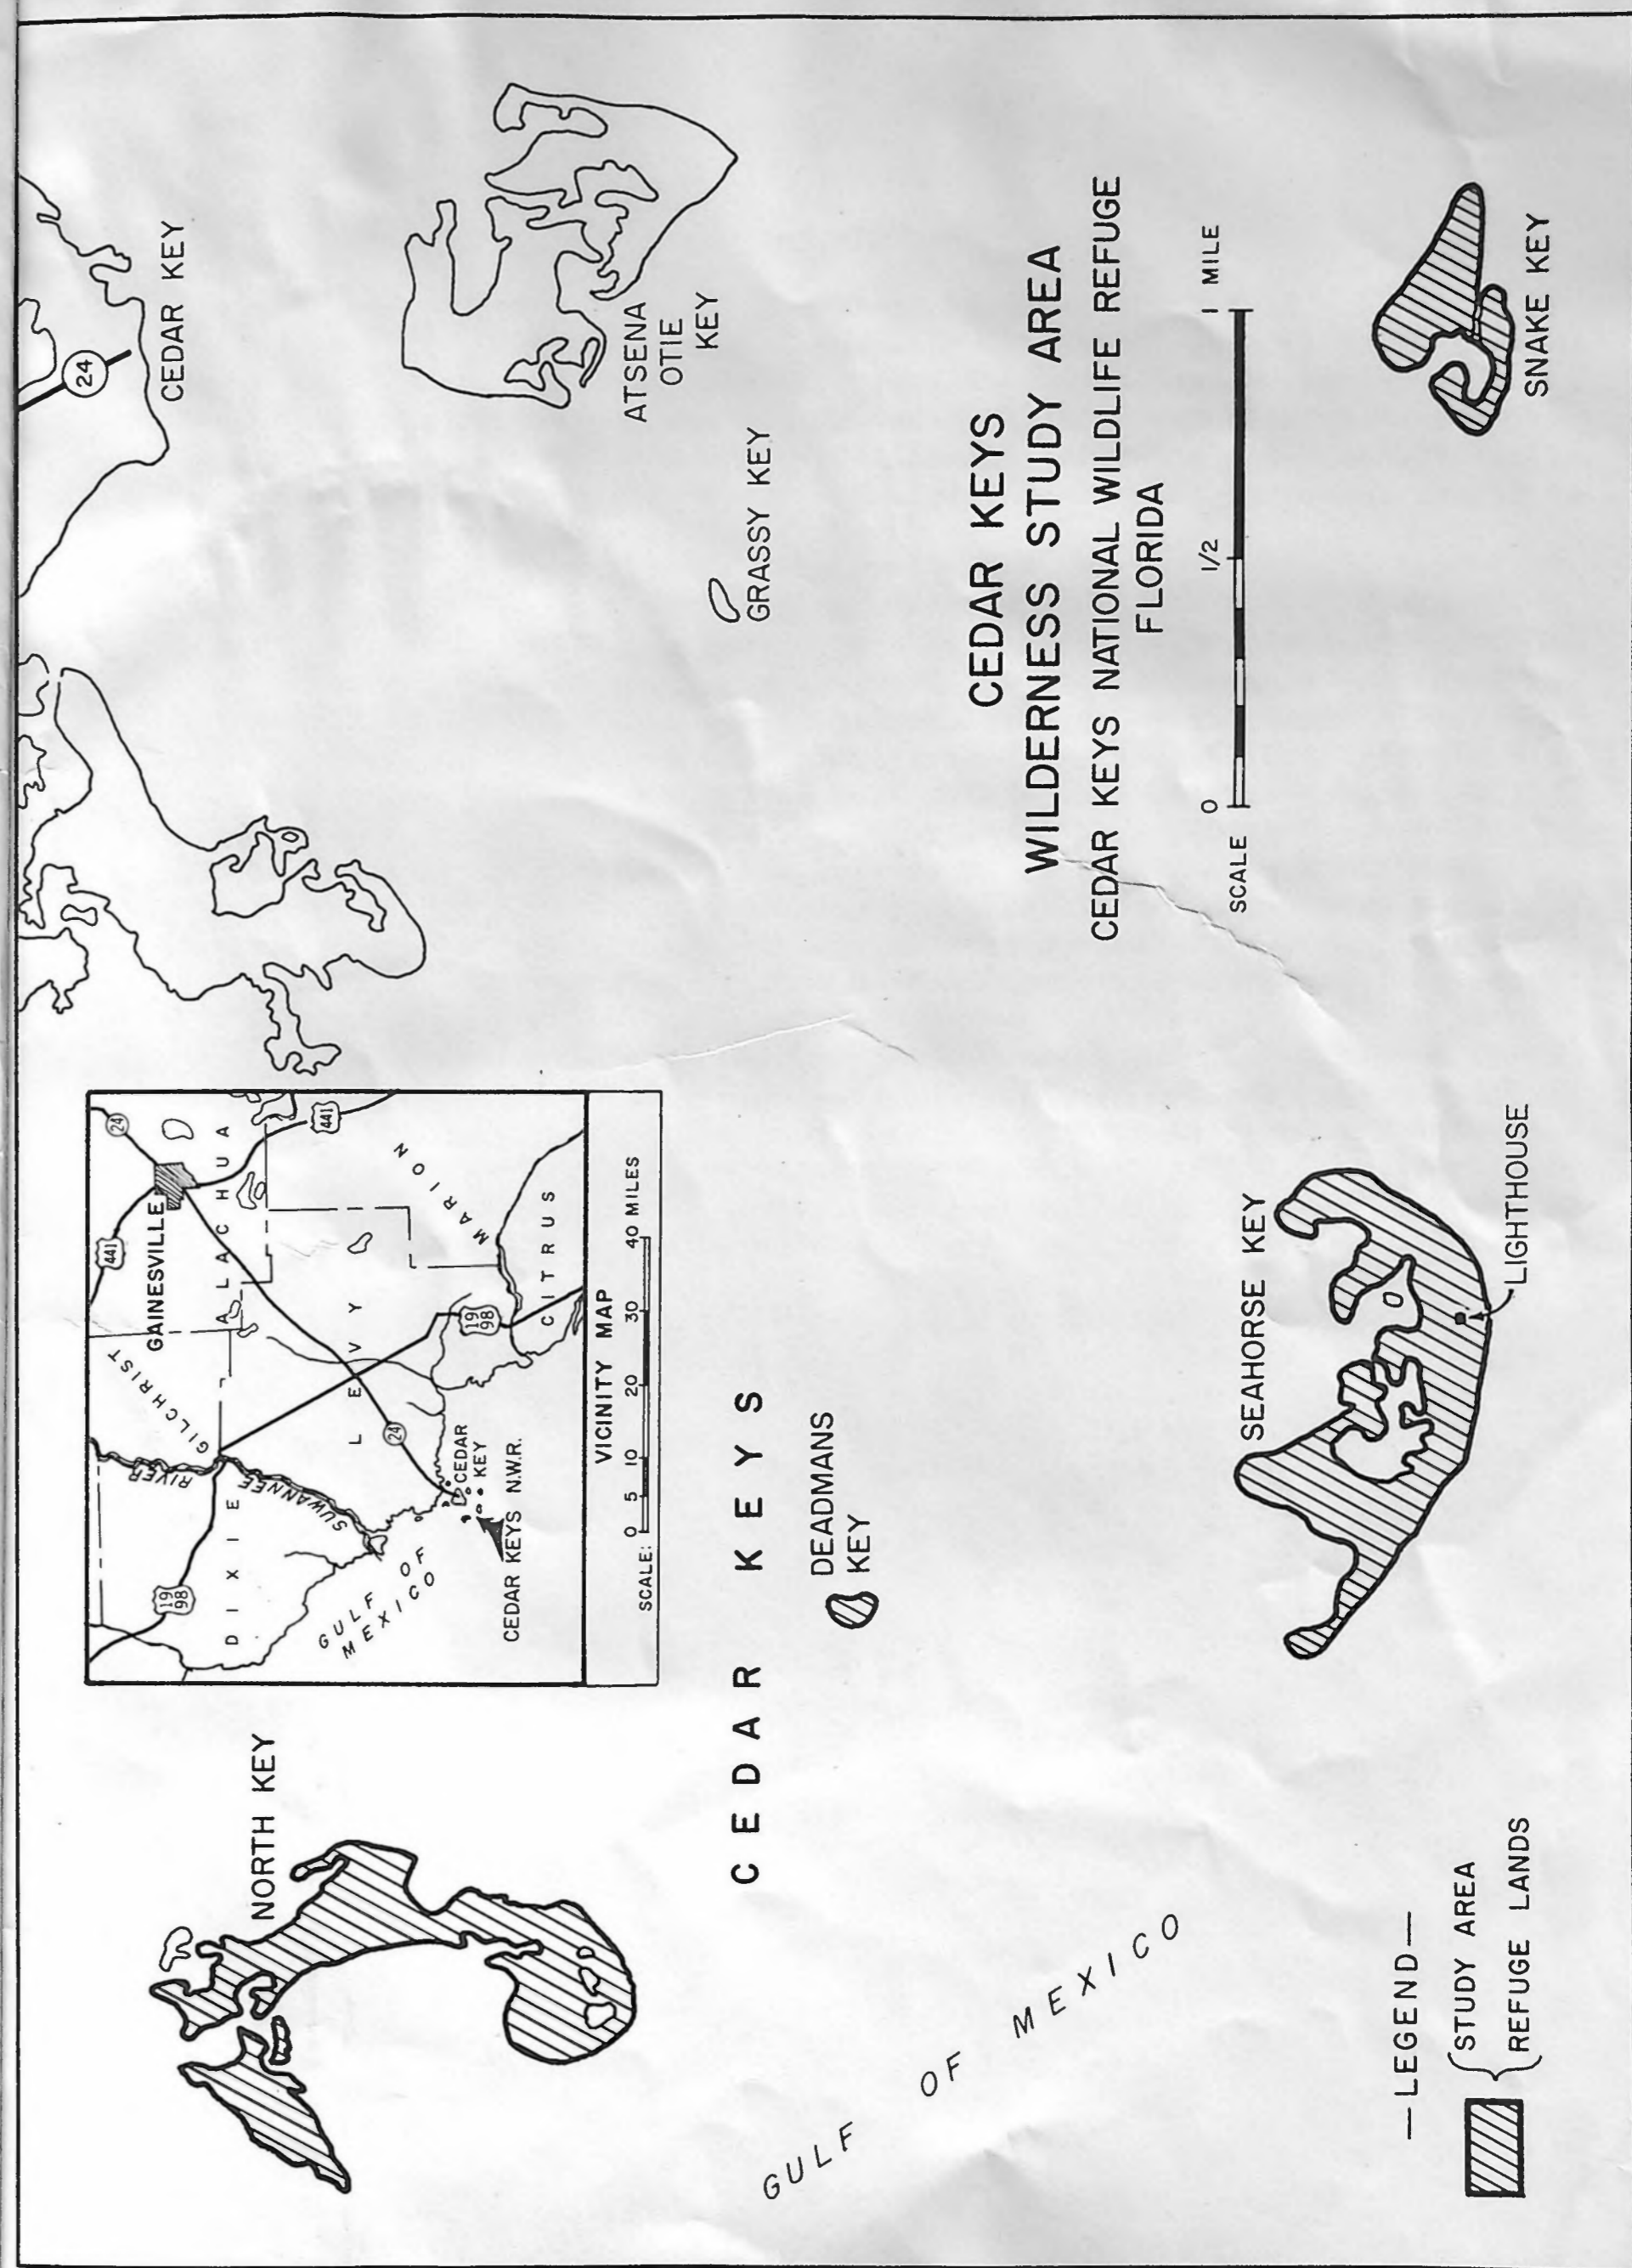 NORTH KEY
441
24
GILCHRIST
GAINESVILLE
19
98
SUWANNEE RIVER
ALACHUA
DIXIE
441
LEVY
24
MARION
GULF OF
MEXICO
CEDAR
KEY
19
98
CEDAR KEYS N.W.R.
CITRUS
VICINITY MAP
SCALE: 0 5 10 20 30 40 MILES
24
CEDAR KEY
ATSENA
OTIE
KEY
GRASSY KEY
CEDAR KEYS
DEADMANS
KEY
CEDAR KEYS
WILDERNESS STUDY AREA
CEDAR KEYS NATIONAL WILDLIFE REFUGE
FLORIDA
SCALE 0 1/2 1 MILE
GULF OF MEXICO
SEAHORSE KEY
LIGHTHOUSE
SNAKE KEY
—LEGEND—
STUDY AREA
REFUGE LANDS